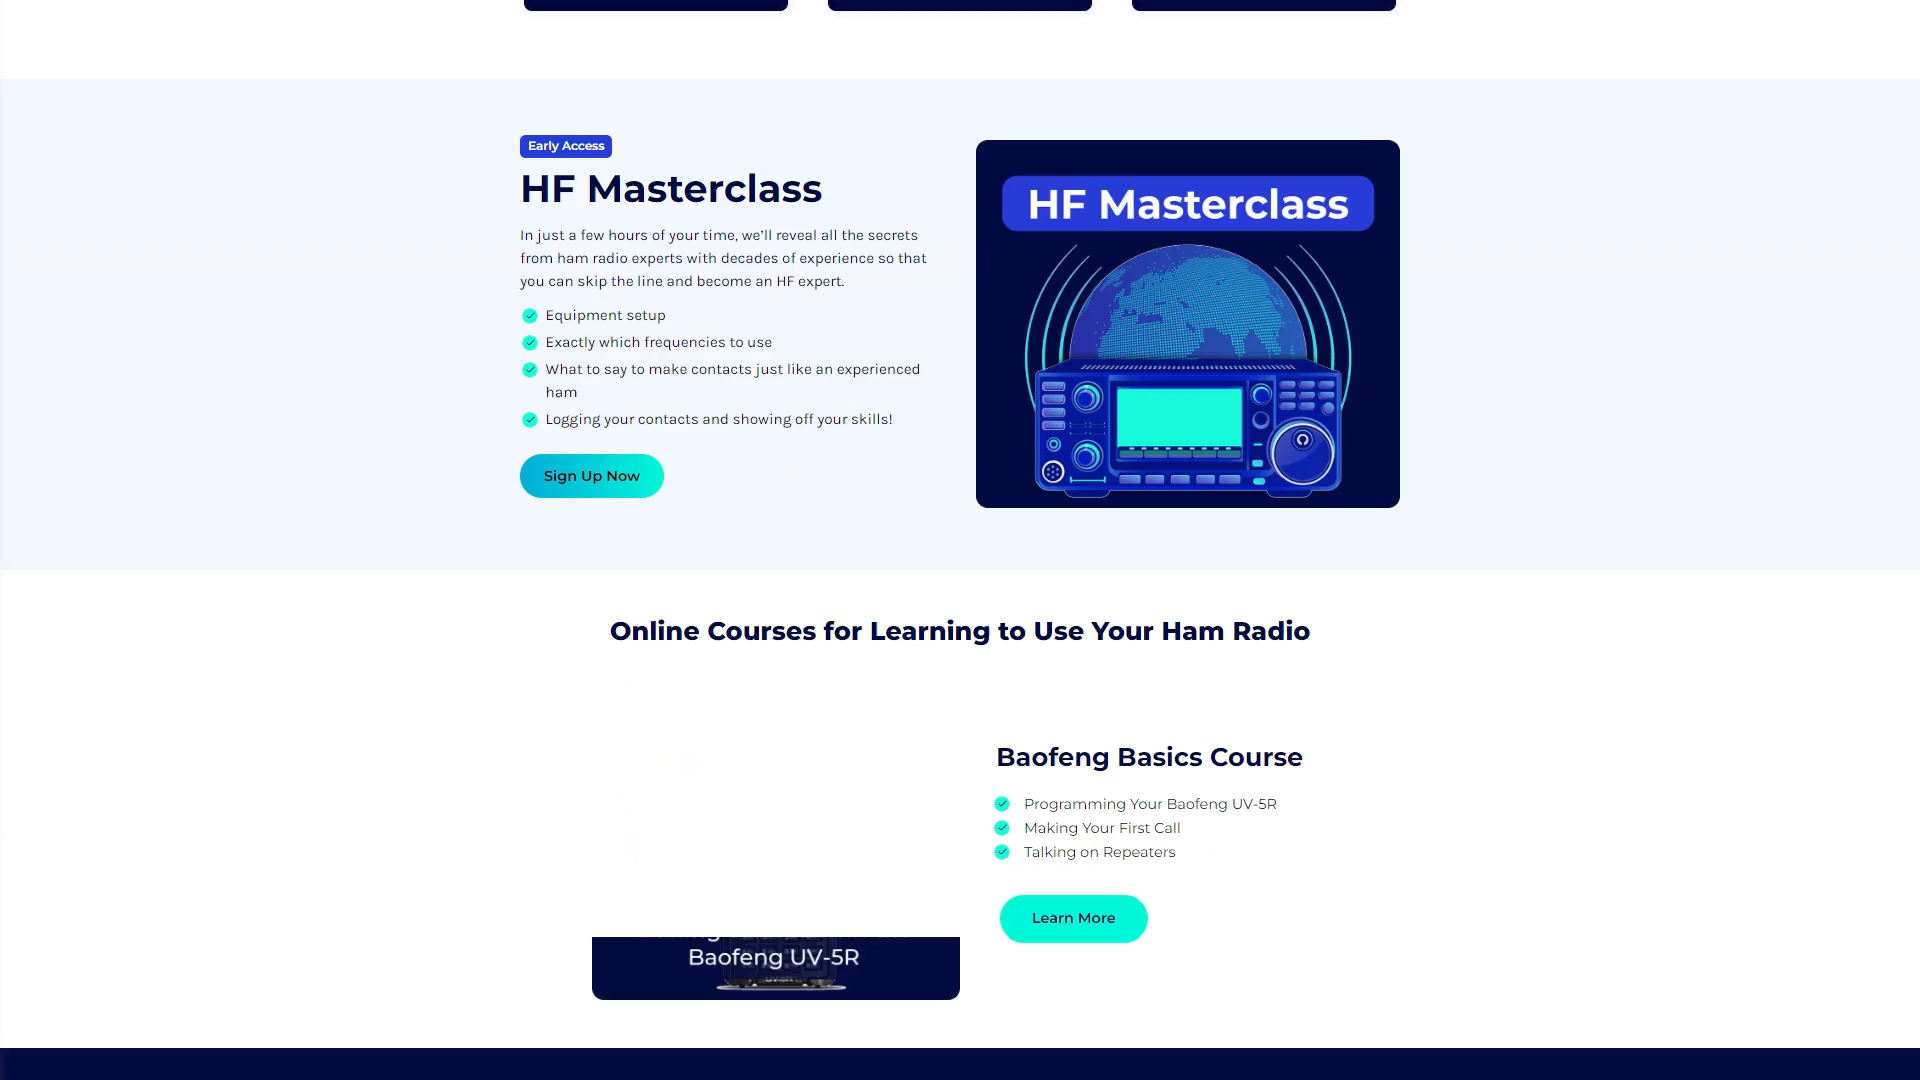 Early Access
HF Masterclass
In just a few hours of your time, we’ll reveal all the secrets
from ham radio experts with decades of experience so that
you can skip the line and become an HF expert.
Equipment setup
Exactly which frequencies to use
What to say to make contacts just like an experienced
ham
Logging your contacts and showing off your skills!
Sign Up Now
HF Masterclass
Online Courses for Learning to Use Your Ham Radio
Baofeng UV-5R
Baofeng Basics Course
Programming Your Baofeng UV-5R
Making Your First Call
Talking on Repeaters
Learn More